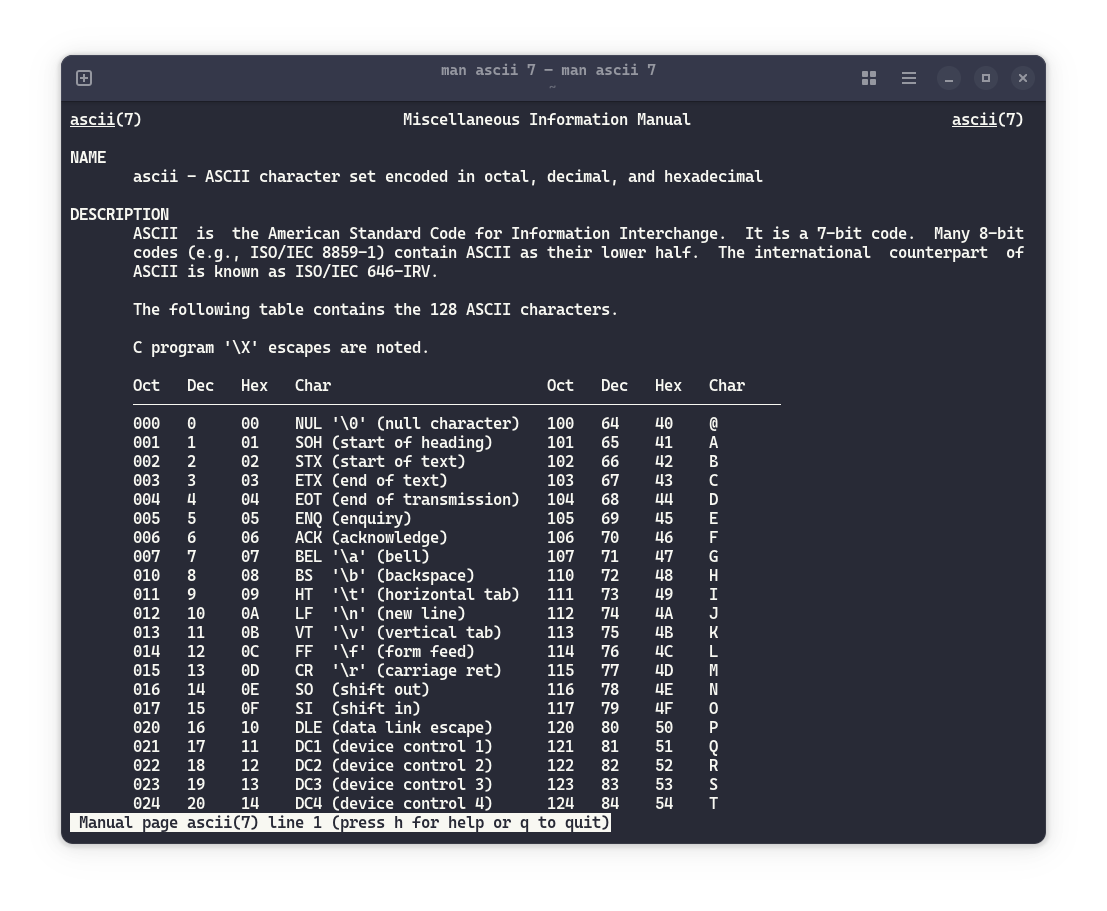 man ascii 7 — man ascii 7
~
ascii(7)                             Miscellaneous Information Manual                             ascii(7)
NAME
       ascii - ASCII character set encoded in octal, decimal, and hexadecimal
DESCRIPTION
       ASCII  is  the American Standard Code for Information Interchange.  It is a 7-bit code.  Many 8-bit
       codes (e.g., ISO/IEC 8859-1) contain ASCII as their lower half.  The international  counterpart  of
       ASCII is known as ISO/IEC 646-IRV.
       The following table contains the 128 ASCII characters.
       C program '\X' escapes are noted.
       Oct   Dec   Hex   Char                        Oct   Dec   Hex   Char
       000   0     00    NUL '\0' (null character)   100   64    40    @
       001   1     01    SOH (start of heading)      101   65    41    A
       002   2     02    STX (start of text)         102   66    42    B
       003   3     03    ETX (end of text)           103   67    43    C
       004   4     04    EOT (end of transmission)   104   68    44    D
       005   5     05    ENQ (enquiry)               105   69    45    E
       006   6     06    ACK (acknowledge)           106   70    46    F
       007   7     07    BEL '\a' (bell)             107   71    47    G
       010   8     08    BS  '\b' (backspace)        110   72    48    H
       011   9     09    HT  '\t' (horizontal tab)   111   73    49    I
       012   10    0A    LF  '\n' (new line)         112   74    4A    J
       013   11    0B    VT  '\v' (vertical tab)     113   75    4B    K
       014   12    0C    FF  '\f' (form feed)        114   76    4C    L
       015   13    0D    CR  '\r' (carriage ret)     115   77    4D    M
       016   14    0E    SO  (shift out)             116   78    4E    N
       017   15    0F    SI  (shift in)              117   79    4F    O
       020   16    10    DLE (data link escape)      120   80    50    P
       021   17    11    DC1 (device control 1)      121   81    51    Q
       022   18    12    DC2 (device control 2)      122   82    52    R
       023   19    13    DC3 (device control 3)      123   83    53    S
       024   20    14    DC4 (device control 4)      124   84    54    T
 Manual page ascii(7) line 1 (press h for help or q to quit)